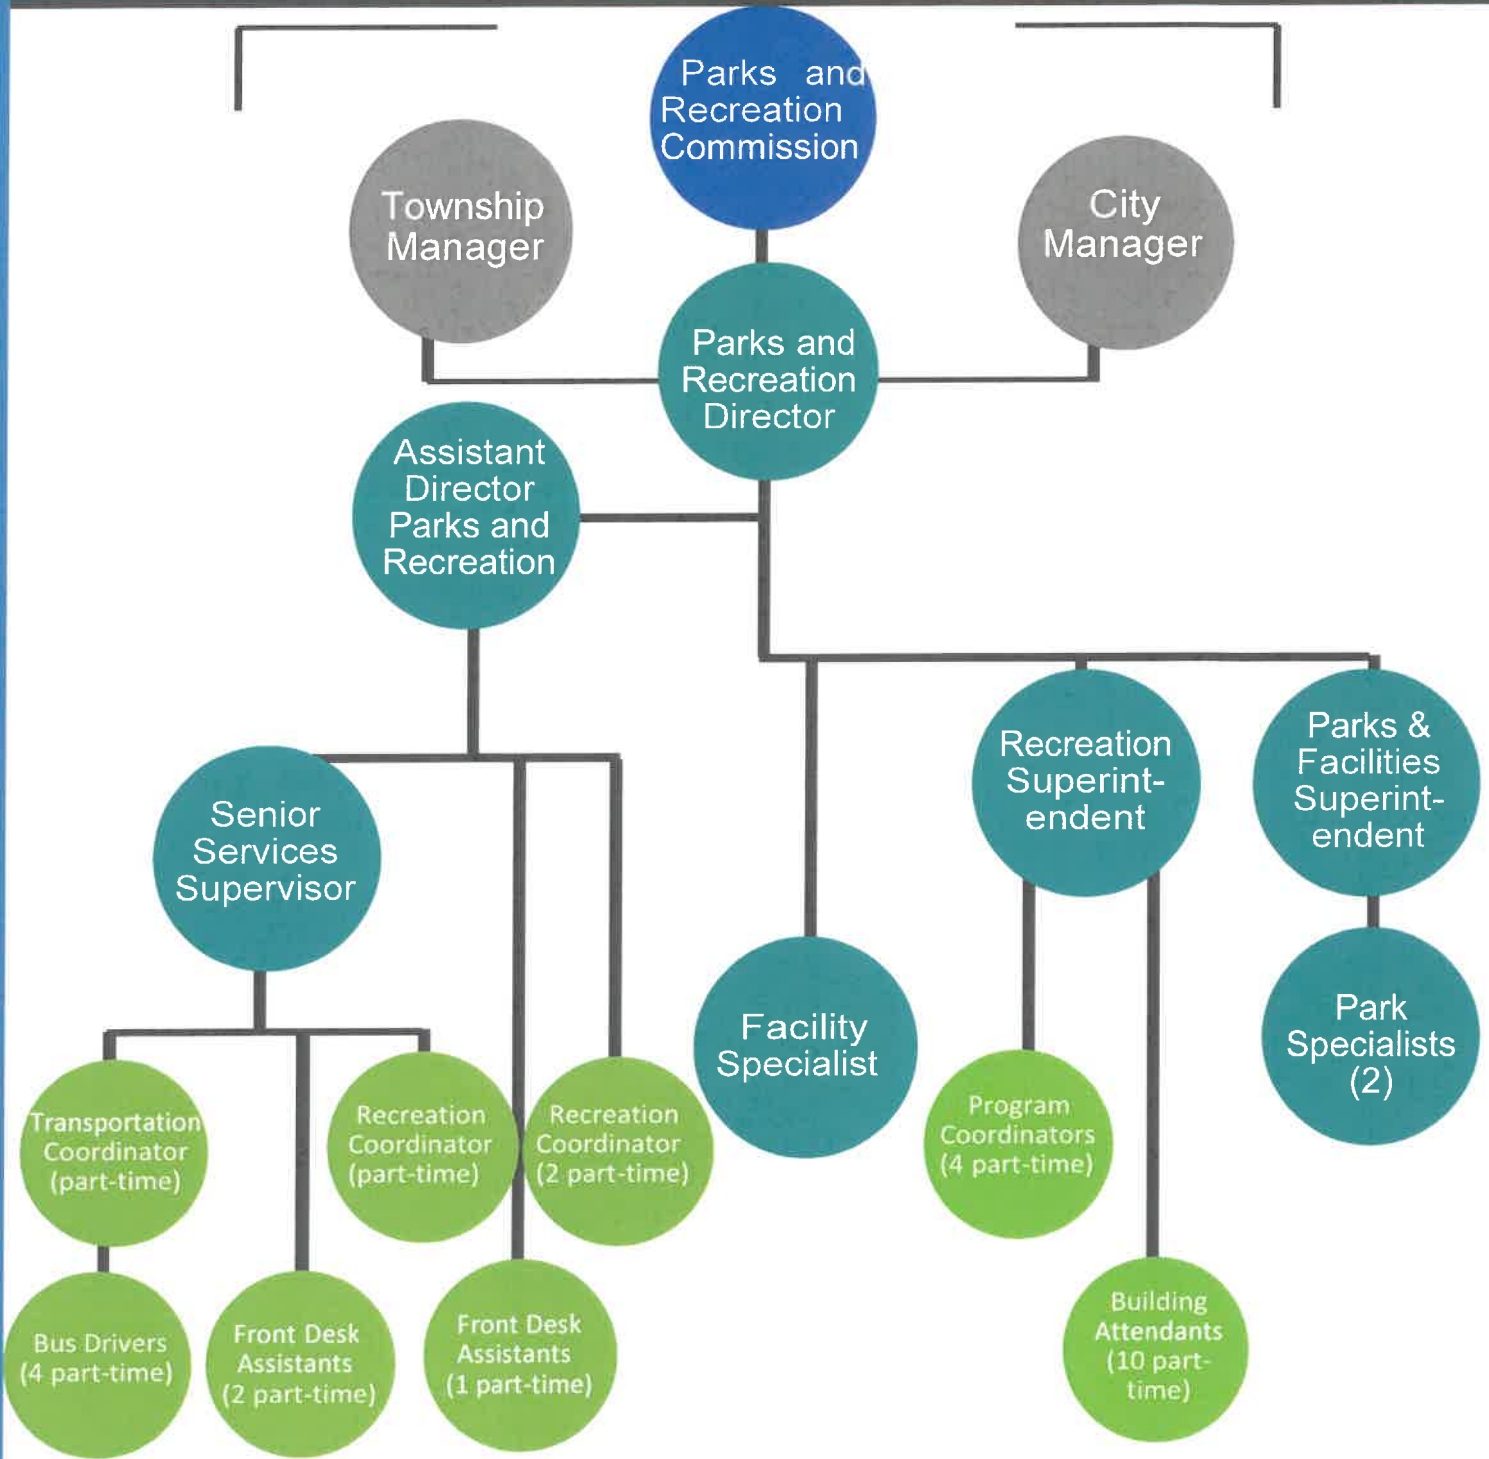 Parks and
Recreation
Commission
Township
Manager
City
Manager
Parks and
Recreation
Director
Assistant
Director
Parks and
Recreation
Senior
Services
Supervisor
Recreation
Superint-
endent
Parks &
Facilities
Superint-
endent
Facility
Specialist
Park
Specialists
(2)
Transportation
Coordinator
(part-time)
Recreation
Coordinator
(part-time)
Recreation
Coordinator
(2 part-time)
Program
Coordinators
(4 part-time)
Bus Drivers
(4 part-time)
Front Desk
Assistants
(2 part-time)
Front Desk
Assistants
(1 part-time)
Building
Attendants
(10 part-
time)